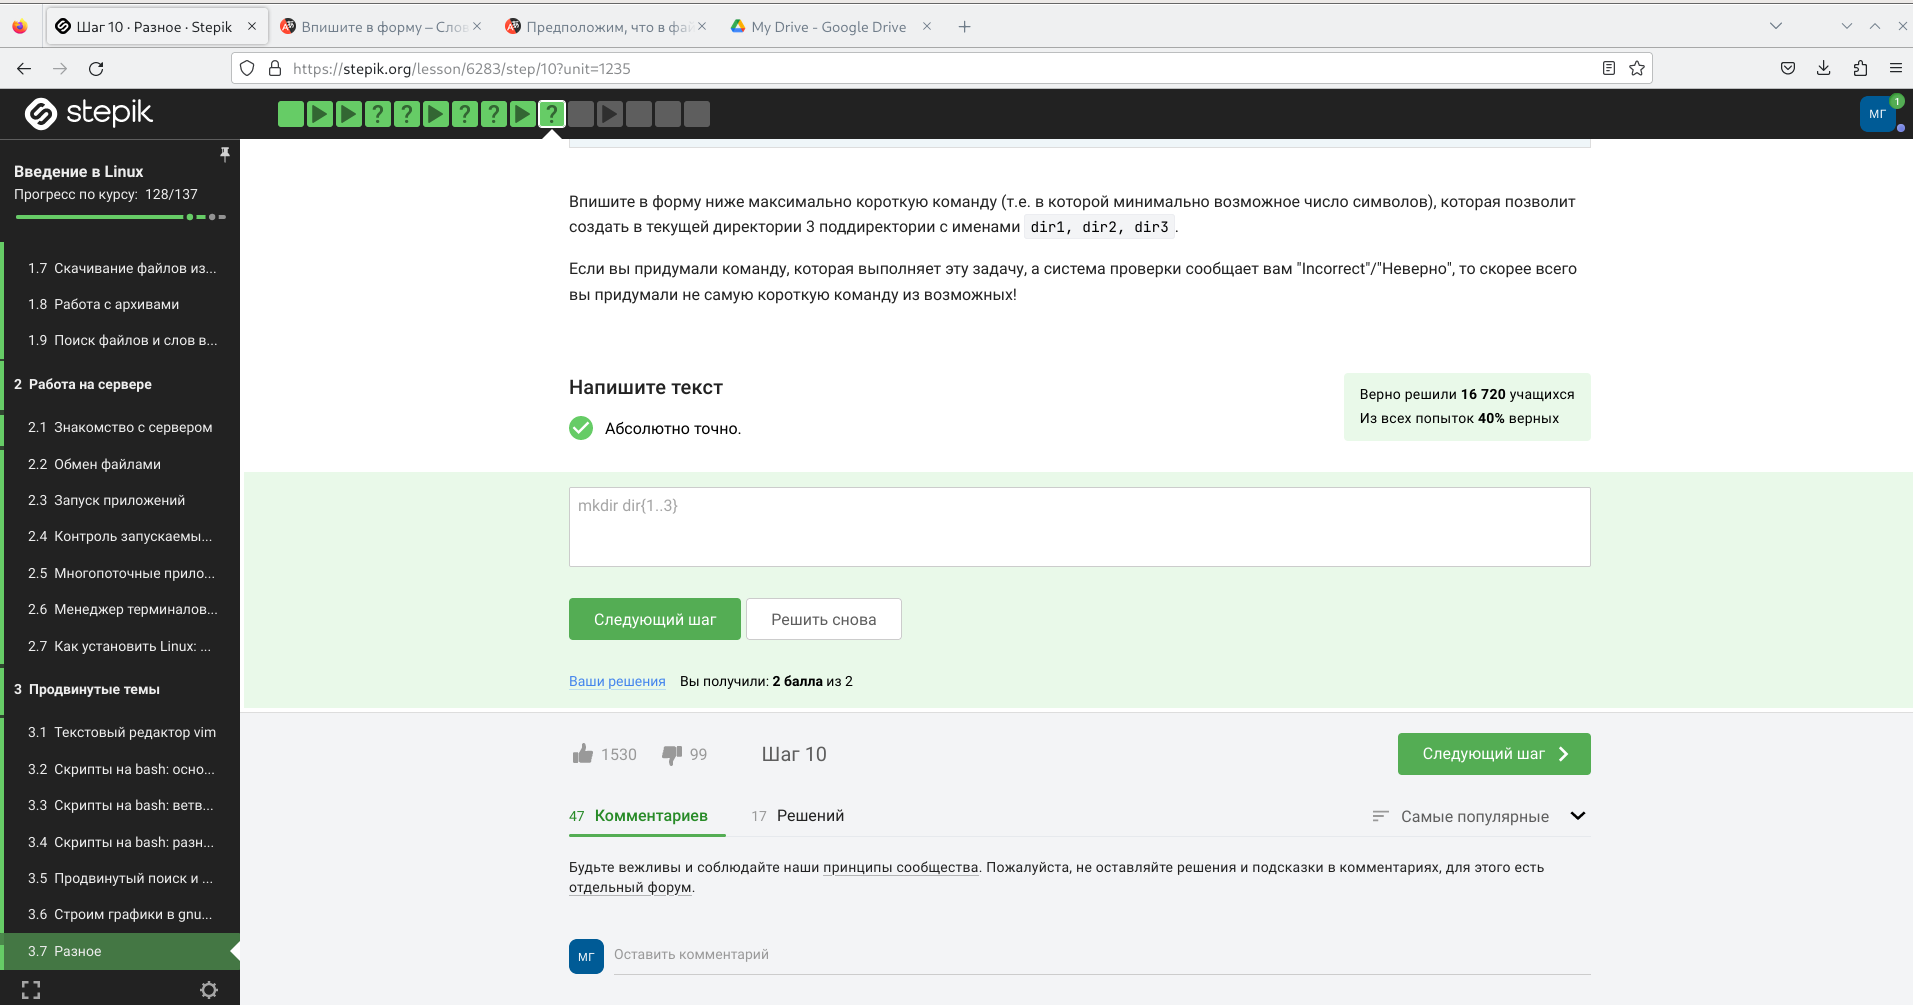 Шаг 10 · Разное · Stepik
Впишите в форму – Слов
Предположим, что в фай
My Drive - Google Drive
https://stepik.org/lesson/6283/step/10?unit=1235
stepik
МГ
1
Введение в Linux
Прогресс по курсу: 128/137
1.7 Скачивание файлов из...
1.8 Работа с архивами
1.9 Поиск файлов и слов в...
2 Работа на сервере
2.1 Знакомство с сервером
2.2 Обмен файлами
2.3 Запуск приложений
2.4 Контроль запускаемы...
2.5 Многопоточные прило...
2.6 Менеджер терминалов...
2.7 Как установить Linux: ...
3 Продвинутые темы
3.1 Текстовый редактор vim
3.2 Скрипты на bash: осно...
3.3 Скрипты на bash: ветв...
3.4 Скрипты на bash: разн...
3.5 Продвинутый поиск и ...
3.6 Строим графики в gnu...
3.7 Разное
Впишите в форму ниже максимально короткую команду (т.е. в которой минимально возможное число символов), которая позволит
создать в текущей директории 3 поддиректории с именами dir1, dir2, dir3.
Если вы придумали команду, которая выполняет эту задачу, а система проверки сообщает вам "Incorrect"/"Неверно", то скорее всего
вы придумали не самую короткую команду из возможных!
Напишите текст
Абсолютно точно.
Верно решили 16 720 учащихся
Из всех попыток 40% верных
mkdir dir{1..3}
Следующий шаг
Решить снова
Ваши решения Вы получили: 2 балла из 2
1530
99
Шаг 10
Следующий шаг
47 Комментариев
17 Решений
Самые популярные
Будьте вежливы и соблюдайте наши принципы сообщества. Пожалуйста, не оставляйте решения и подсказки в комментариях, для этого есть
отдельный форум.
МГ
Оставить комментарий